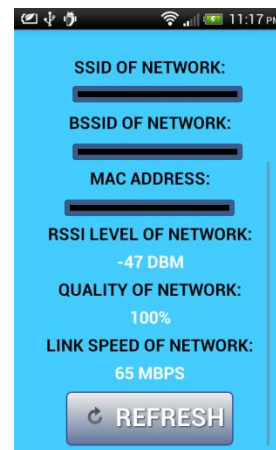 11:17 PM
SSID OF NETWORK:
BSSID OF NETWORK:
MAC ADDRESS:
RSSI LEVEL OF NETWORK:
-47 DBM
QUALITY OF NETWORK:
100%
LINK SPEED OF NETWORK:
65 MBPS
REFRESH